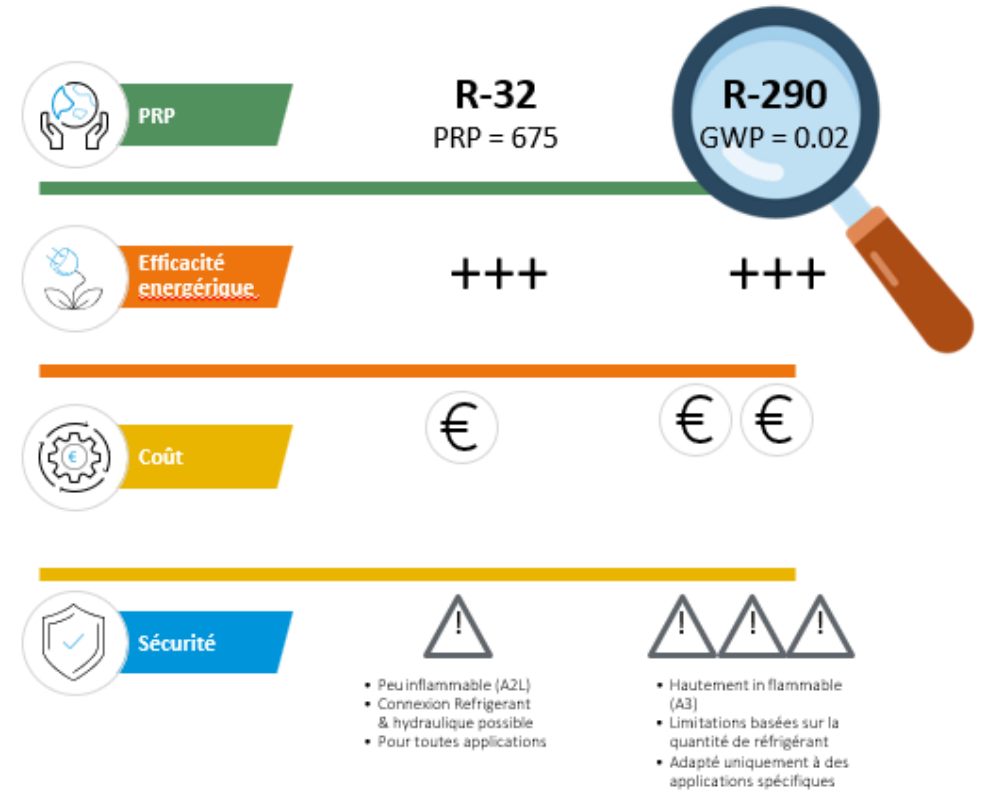 PRP
R-32
PRP = 675
R-290
GWP = 0.02
Efficacité
energérique
+++
+++
Coût
€
€
€ €
Sécurité
!
! ! !
• Peu inflammable (A2L)
• Connexion Refrigerant
& hydraulique possible
• Pour toutes applications
• Hautement in flammable
(A3)
• Limitations basées sur la
quantité de réfrigérant
• Adapté uniquement à des
applications spécifiques